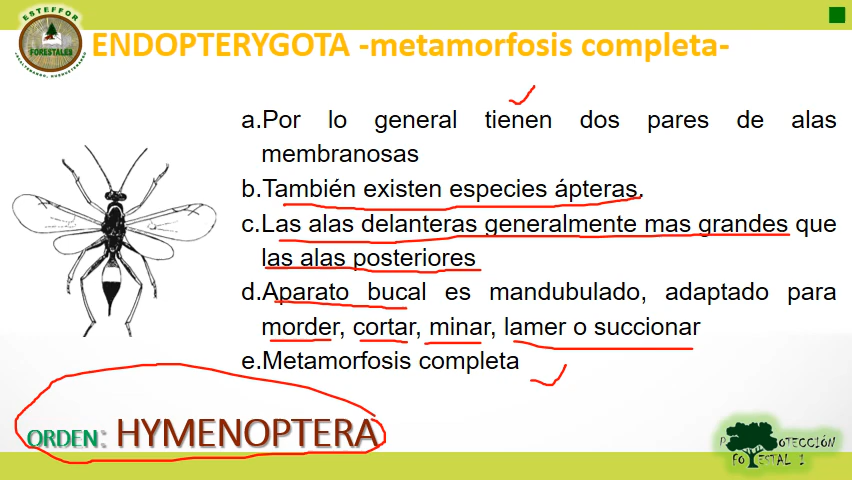 ESTEFFOR
FORESTALES
ENDOPTERYGOTA -metamorfosis completa-
a.Por lo general tienen dos pares de alas
membranosas
b.También existen especies ápteras.
c.Las alas delanteras generalmente mas grandes que
las alas posteriores
d.Aparato bucal es mandubulado, adaptado para
morder, cortar, minar, lamer o succionar
e.Metamorfosis completa
ORDEN: HYMENOPTERA
OTECCIÓN